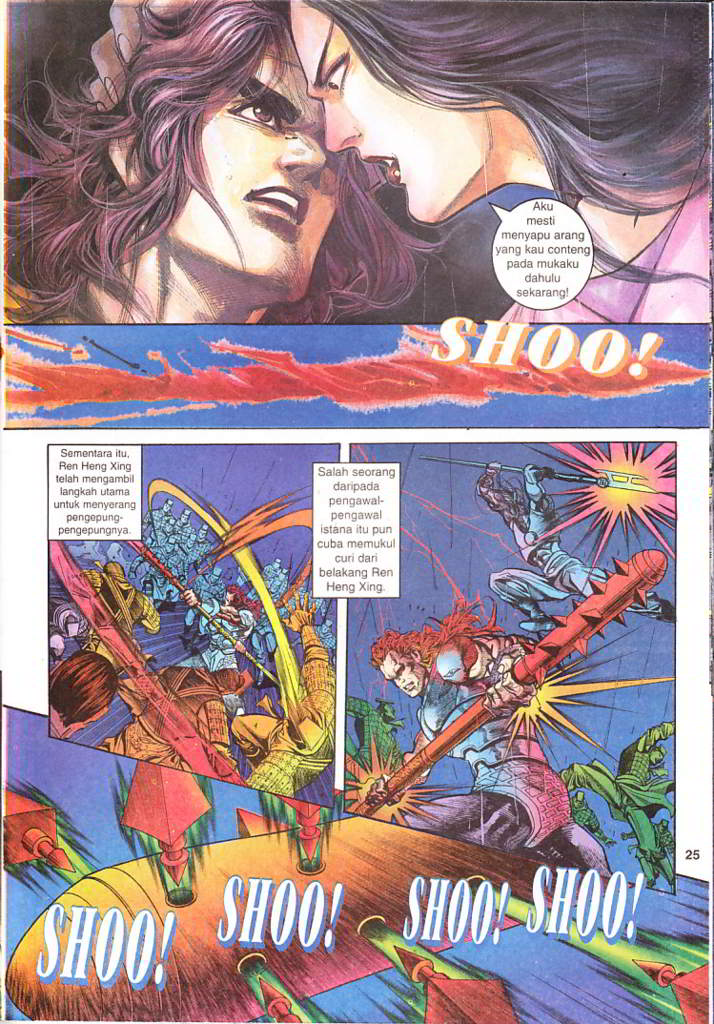 Aku
mesti
menyapu arang
yang kau conteng
pada mukaku
dahulu
sekarang!
SHOO!
Sementara itu,
Ren Heng Xing
telah mengambil
langkah utama
untuk menyerang
pengepung-
pengepungnya.
Salah seorang
daripada
pengawal-
pengawal
istana itu pun
cuba memukul
curi dari
belakang Ren
Heng Xing.
25
SHOO!
SHOO!
SHOO!
SHOO!